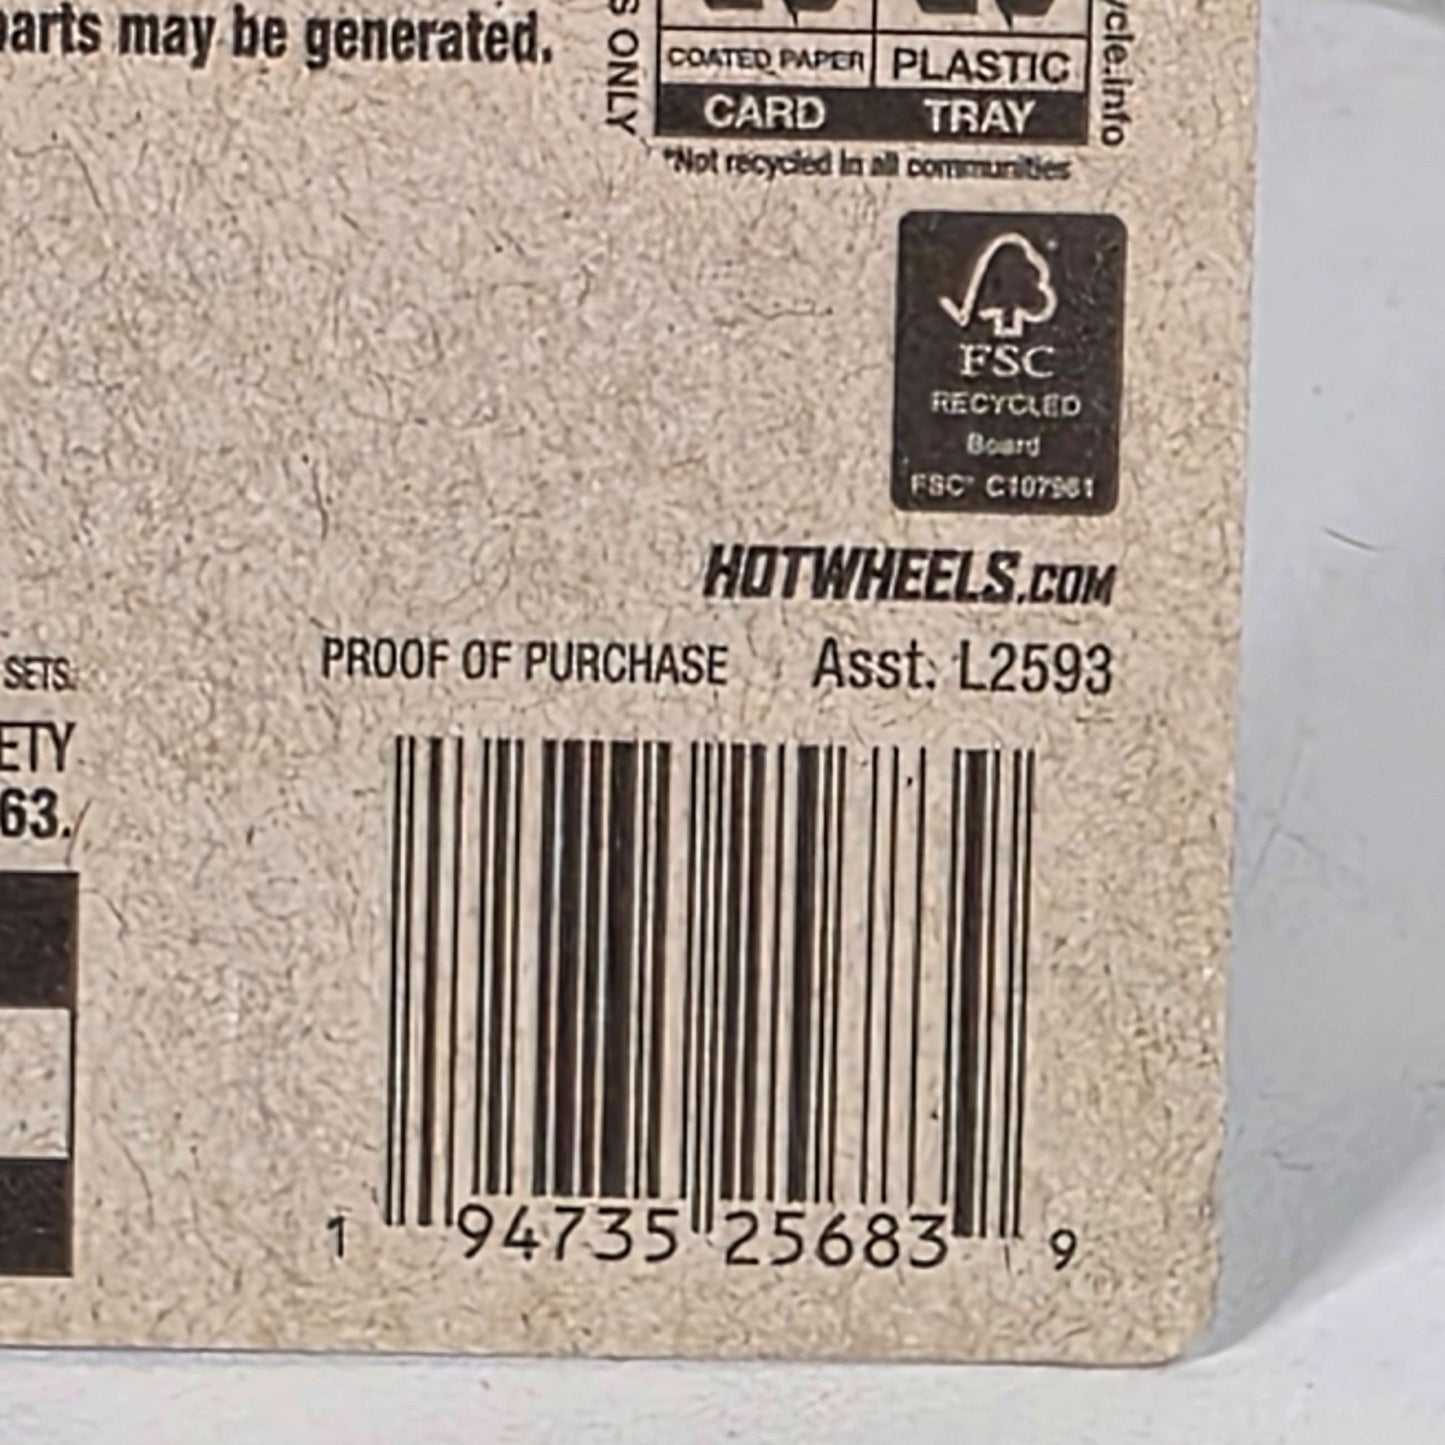 parts may be generated.
S ONLY
COATED PAPER
PLASTIC
CARD
TRAY
ycle.info
*Not recycled in all communities
FSC
RECYCLED
Board
FSC® C107961
HOTWHEELS.COM
SETS.
PROOF OF PURCHASE Asst. L2593
ETY
63.
1 94735 25683 9